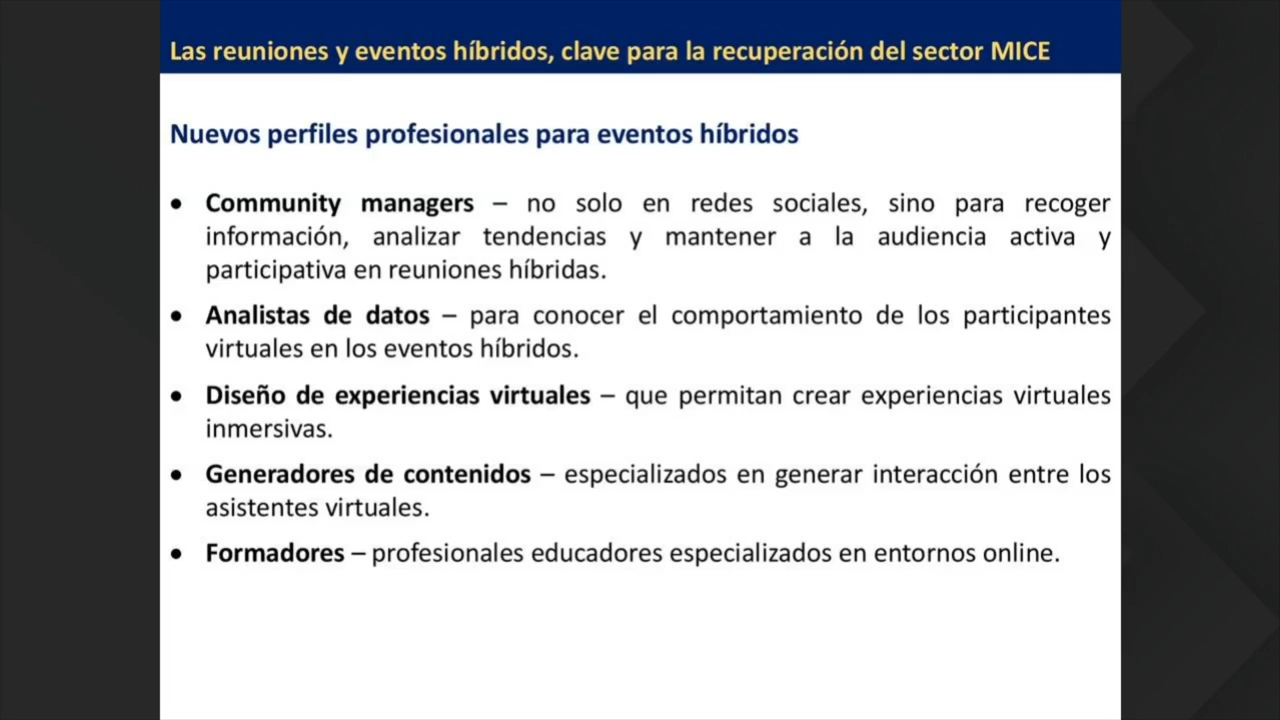 Las reuniones y eventos híbridos, clave para la recuperación del sector MICE
Nuevos perfiles profesionales para eventos híbridos
• Community managers – no solo en redes sociales, sino para recoger
información, analizar tendencias y mantener a la audiencia activa y
participativa en reuniones híbridas.
• Analistas de datos – para conocer el comportamiento de los participantes
virtuales en los eventos híbridos.
• Diseño de experiencias virtuales – que permitan crear experiencias virtuales
inmersivas.
• Generadores de contenidos – especializados en generar interacción entre los
asistentes virtuales.
• Formadores – profesionales educadores especializados en entornos online.